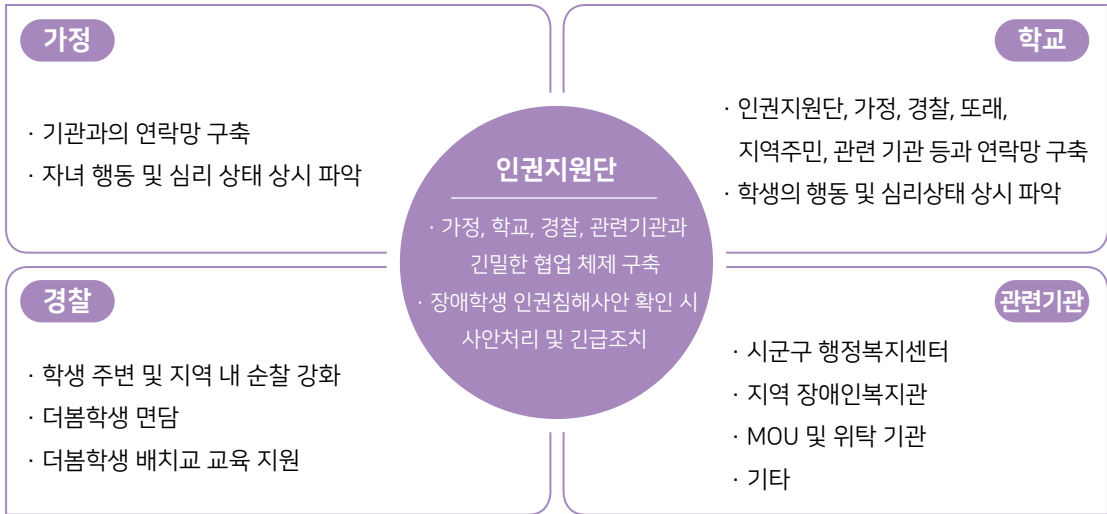 가정
· 기관과의 연락망 구축
· 자녀 행동 및 심리 상태 상시 파악
학교
· 인권지원단, 가정, 경찰, 또래,
지역주민, 관련 기관 등과 연락망 구축
· 학생의 행동 및 심리상태 상시 파악
인권지원단
· 가정, 학교, 경찰, 관련기관과
긴밀한 협업 체제 구축
· 장애학생 인권침해사안 확인 시
사안처리 및 긴급조치
경찰
· 학생 주변 및 지역 내 순찰 강화
· 더봄학생 면담
· 더봄학생 배치교 교육 지원
관련기관
· 시군구 행정복지센터
· 지역 장애인복지관
· MOU 및 위탁 기관
· 기타